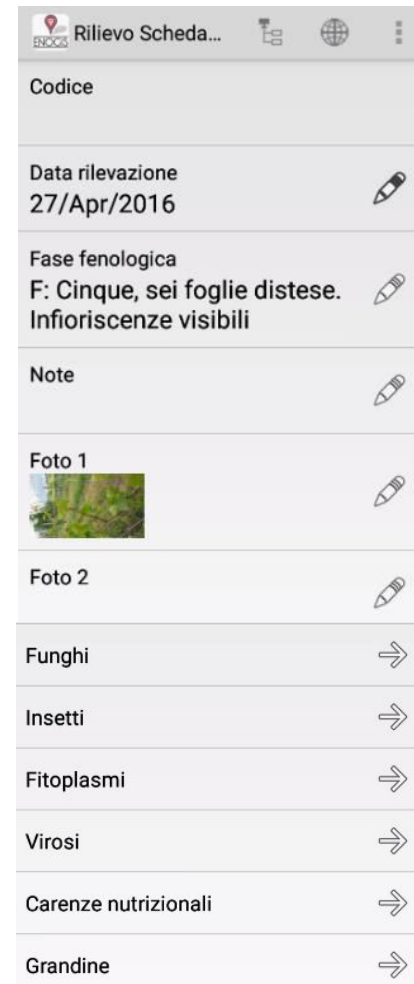 ENOGIS
Rilievo Scheda...
Codice
Data rilevazione
27/Apr/2016
Fase fenologica
F: Cinque, sei foglie distese.
Infioriscenze visibili
Note
Foto 1
Foto 2
Funghi
Insetti
Fitoplasmi
Virosi
Carenze nutrizionali
Grandine